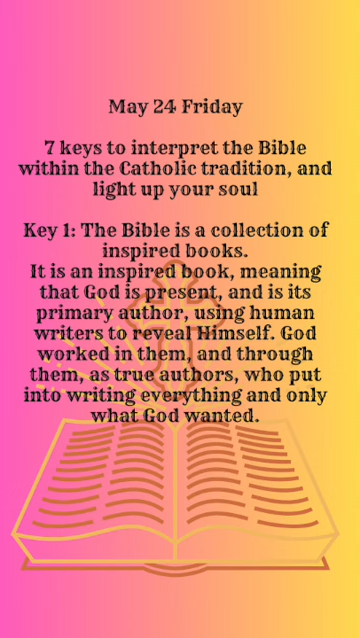 May 24 Friday
7 keys to interpret the Bible
within the Catholic tradition, and
light up your soul
Key 1: The Bible is a collection of
inspired books.
It is an inspired book, meaning
that God is present, and is its
primary author, using human
writers to reveal Himself. God
worked in them, and through
them, as true authors, who put
into writing everything and only
what God wanted.